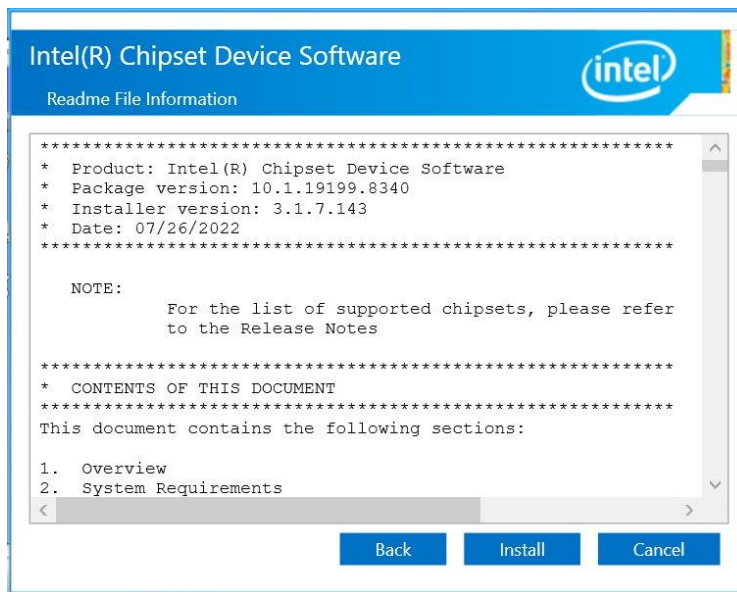 Intel(R) Chipset Device Software
intel
Readme File Information
*************************************************************
*   Product: Intel(R) Chipset Device Software
*   Package version: 10.1.19199.8340
*   Installer version: 3.1.7.143
*   Date: 07/26/2022
*************************************************************
NOTE:
For the list of supported chipsets, please refer
to the Release Notes
*************************************************************
*   CONTENTS OF THIS DOCUMENT
*************************************************************
This document contains the following sections:
1.  Overview
2.  System Requirements
Back
Install
Cancel